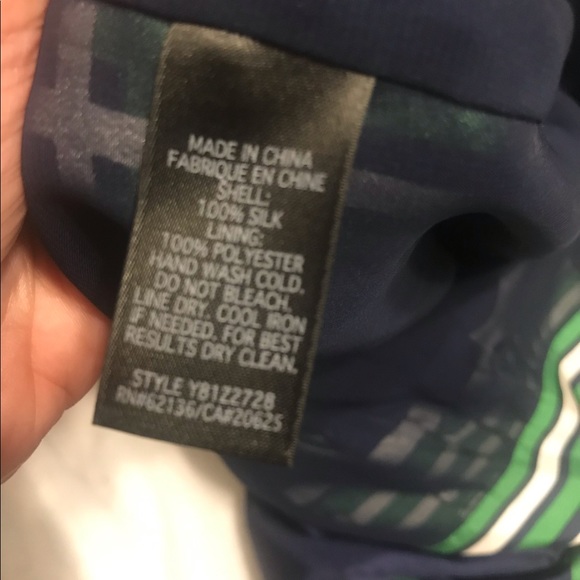 MADE IN CHINA
FABRIQUE EN CHINE
SHELL:
100% SILK
LINING:
100% POLYESTER
HAND WASH COLD.
DO NOT BLEACH.
LINE DRY. COOL IRON
IF NEEDED. FOR BEST
RESULTS DRY CLEAN.
STYLE Y81Z2728
RN#62136/CA#20625